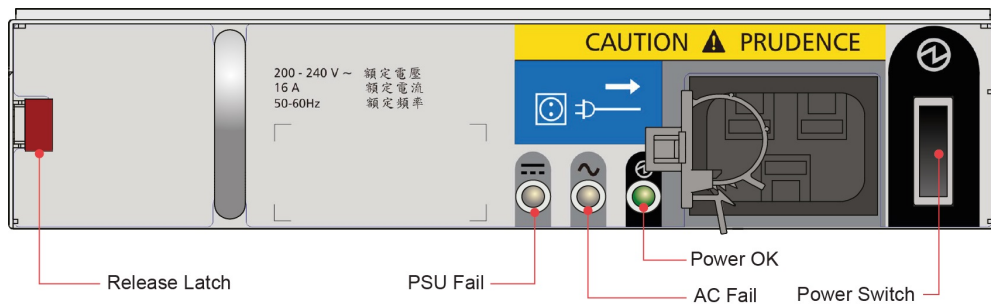 CAUTION ⚠ PRUDENCE
200 - 240 V ~ 額定電壓
16 A 額定電流
50-60Hz 額定頻率
Release Latch
PSU Fail
Power OK
AC Fail
Power Switch